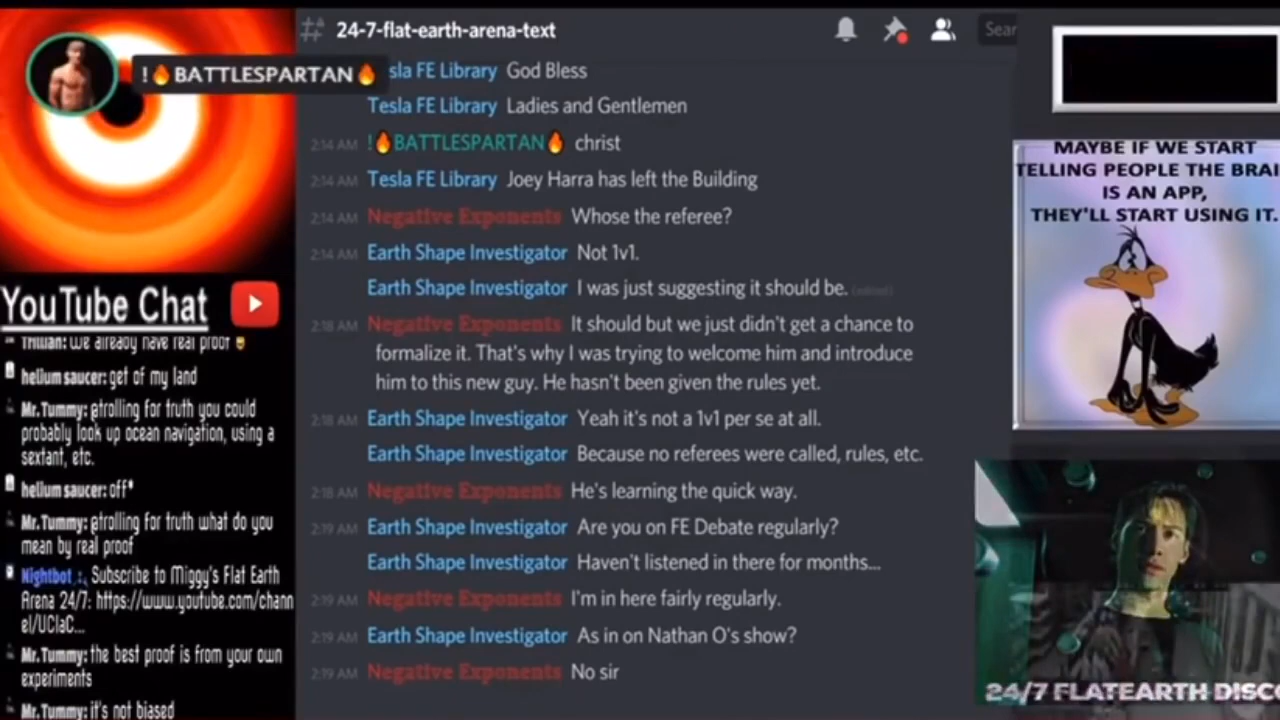 24-7-flat-earth-arena-text
!🔥BATTLESPARTAN🔥
sla FE Library God Bless
Tesla FE Library Ladies and Gentlemen
2:14 AM !🔥BATTLESPARTAN🔥 christ
2:14 AM Tesla FE Library Joey Harra has left the Building
2:14 AM Negative Exponents Whose the referee?
2:14 AM Earth Shape Investigator Not 1v1.
Earth Shape Investigator I was just suggesting it should be. (edited)
2:18 AM Negative Exponents It should but we just didn't get a chance to
formalize it. That's why I was trying to welcome him and introduce
him to this new guy. He hasn't been given the rules yet.
2:18 AM Earth Shape Investigator Yeah it's not a 1v1 per se at all.
Earth Shape Investigator Because no referees were called, rules, etc.
2:18 AM Negative Exponents He's learning the quick way.
2:19 AM Earth Shape Investigator Are you on FE Debate regularly?
Earth Shape Investigator Haven't listened in there for months...
2:19 AM Negative Exponents I'm in here fairly regularly.
2:19 AM Earth Shape Investigator As in on Nathan O's show?
2:19 AM Negative Exponents No sir
YouTube Chat
Trillian: we already have real proof
helium saucer: get of my land
Mr.Tummy: @trolling for truth you could
probably look up ocean navigation, using a
sextant, etc.
helium saucer: off*
Mr.Tummy: @trolling for truth what do you
mean by real proof
Nightbot: Subscribe to Miggy's Flat Earth
Arena 24/7: https://www.youtube.com/chann
el/UClaC...
Mr.Tummy: the best proof is from your own
experiments
Mr.Tummy: it's not biased
Sear
MAYBE IF WE START
TELLING PEOPLE THE BRAI
IS AN APP,
THEY'LL START USING IT.
24/7 FLATEARTH DISCO